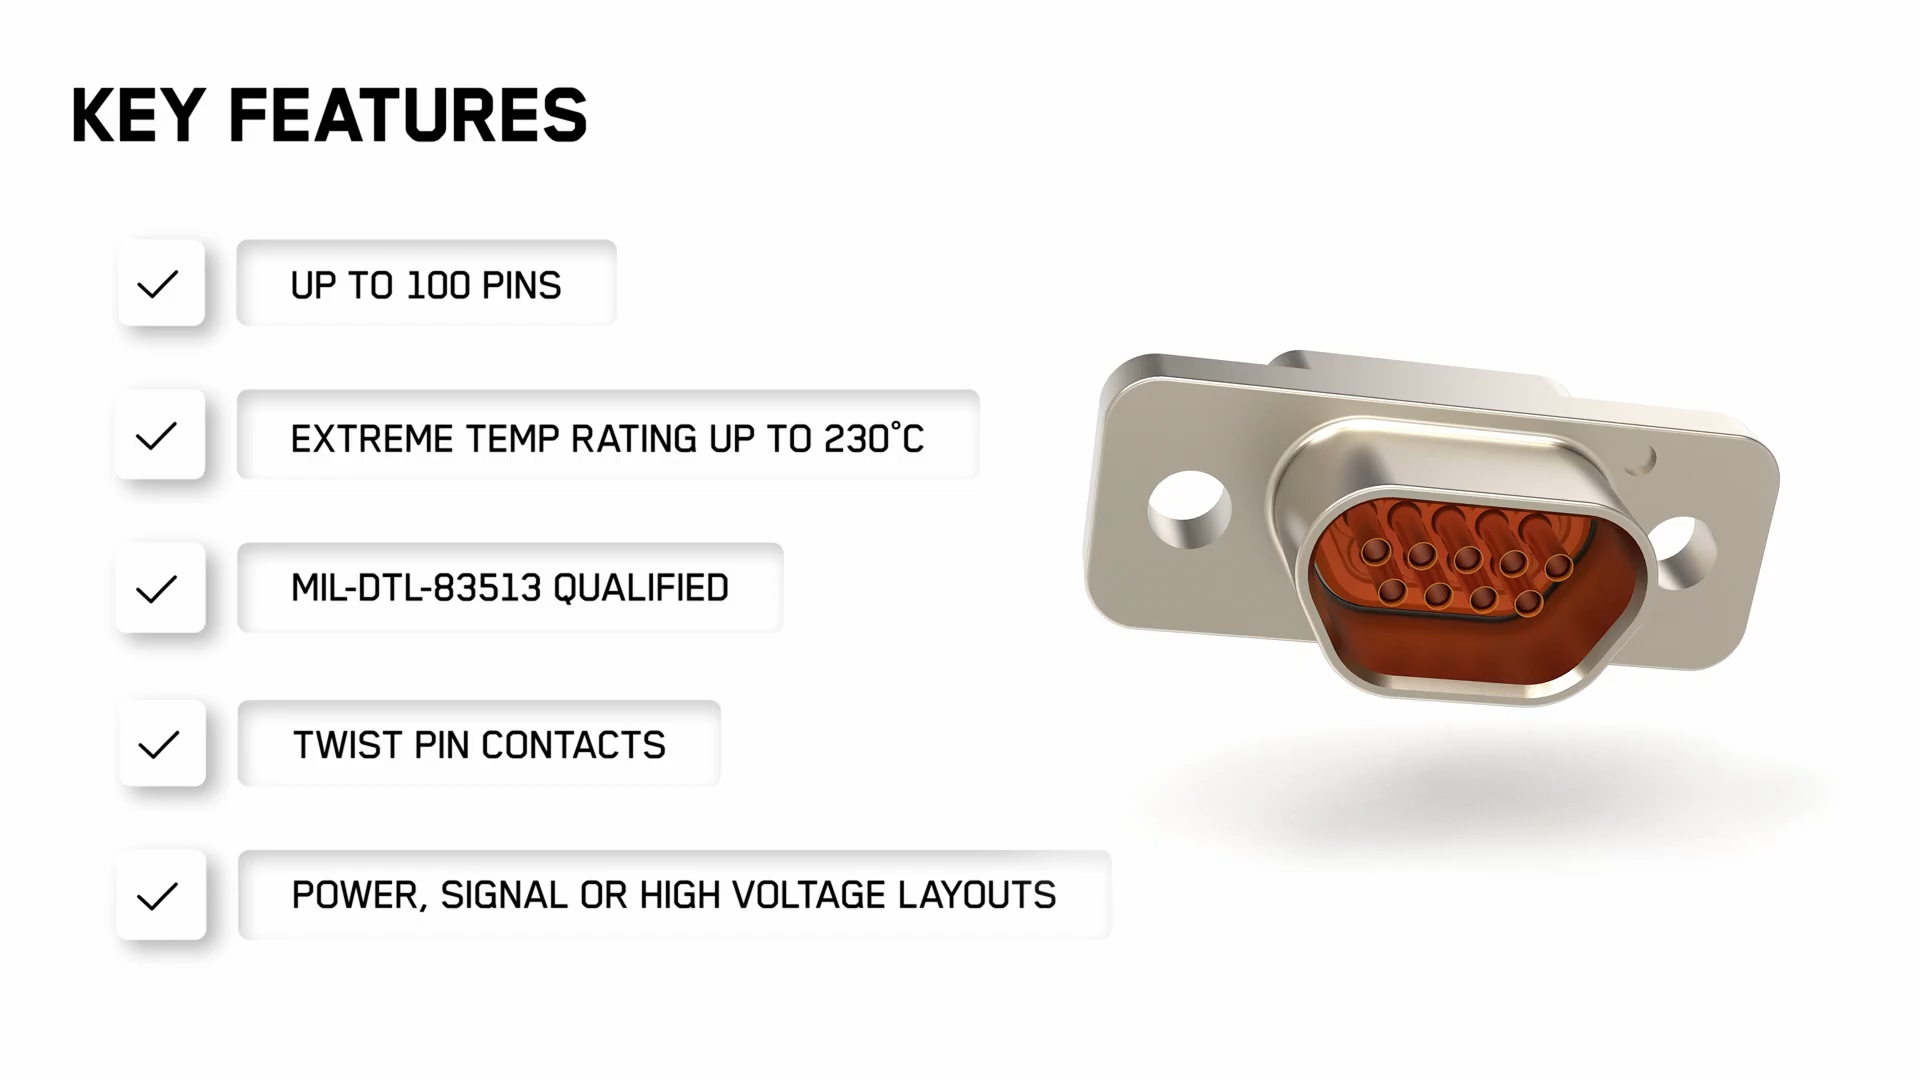 KEY FEATURES
UP TO 100 PINS
EXTREME TEMP RATING UP TO 230°C
MIL-DTL-83513 QUALIFIED
TWIST PIN CONTACTS
POWER, SIGNAL OR HIGH VOLTAGE LAYOUTS